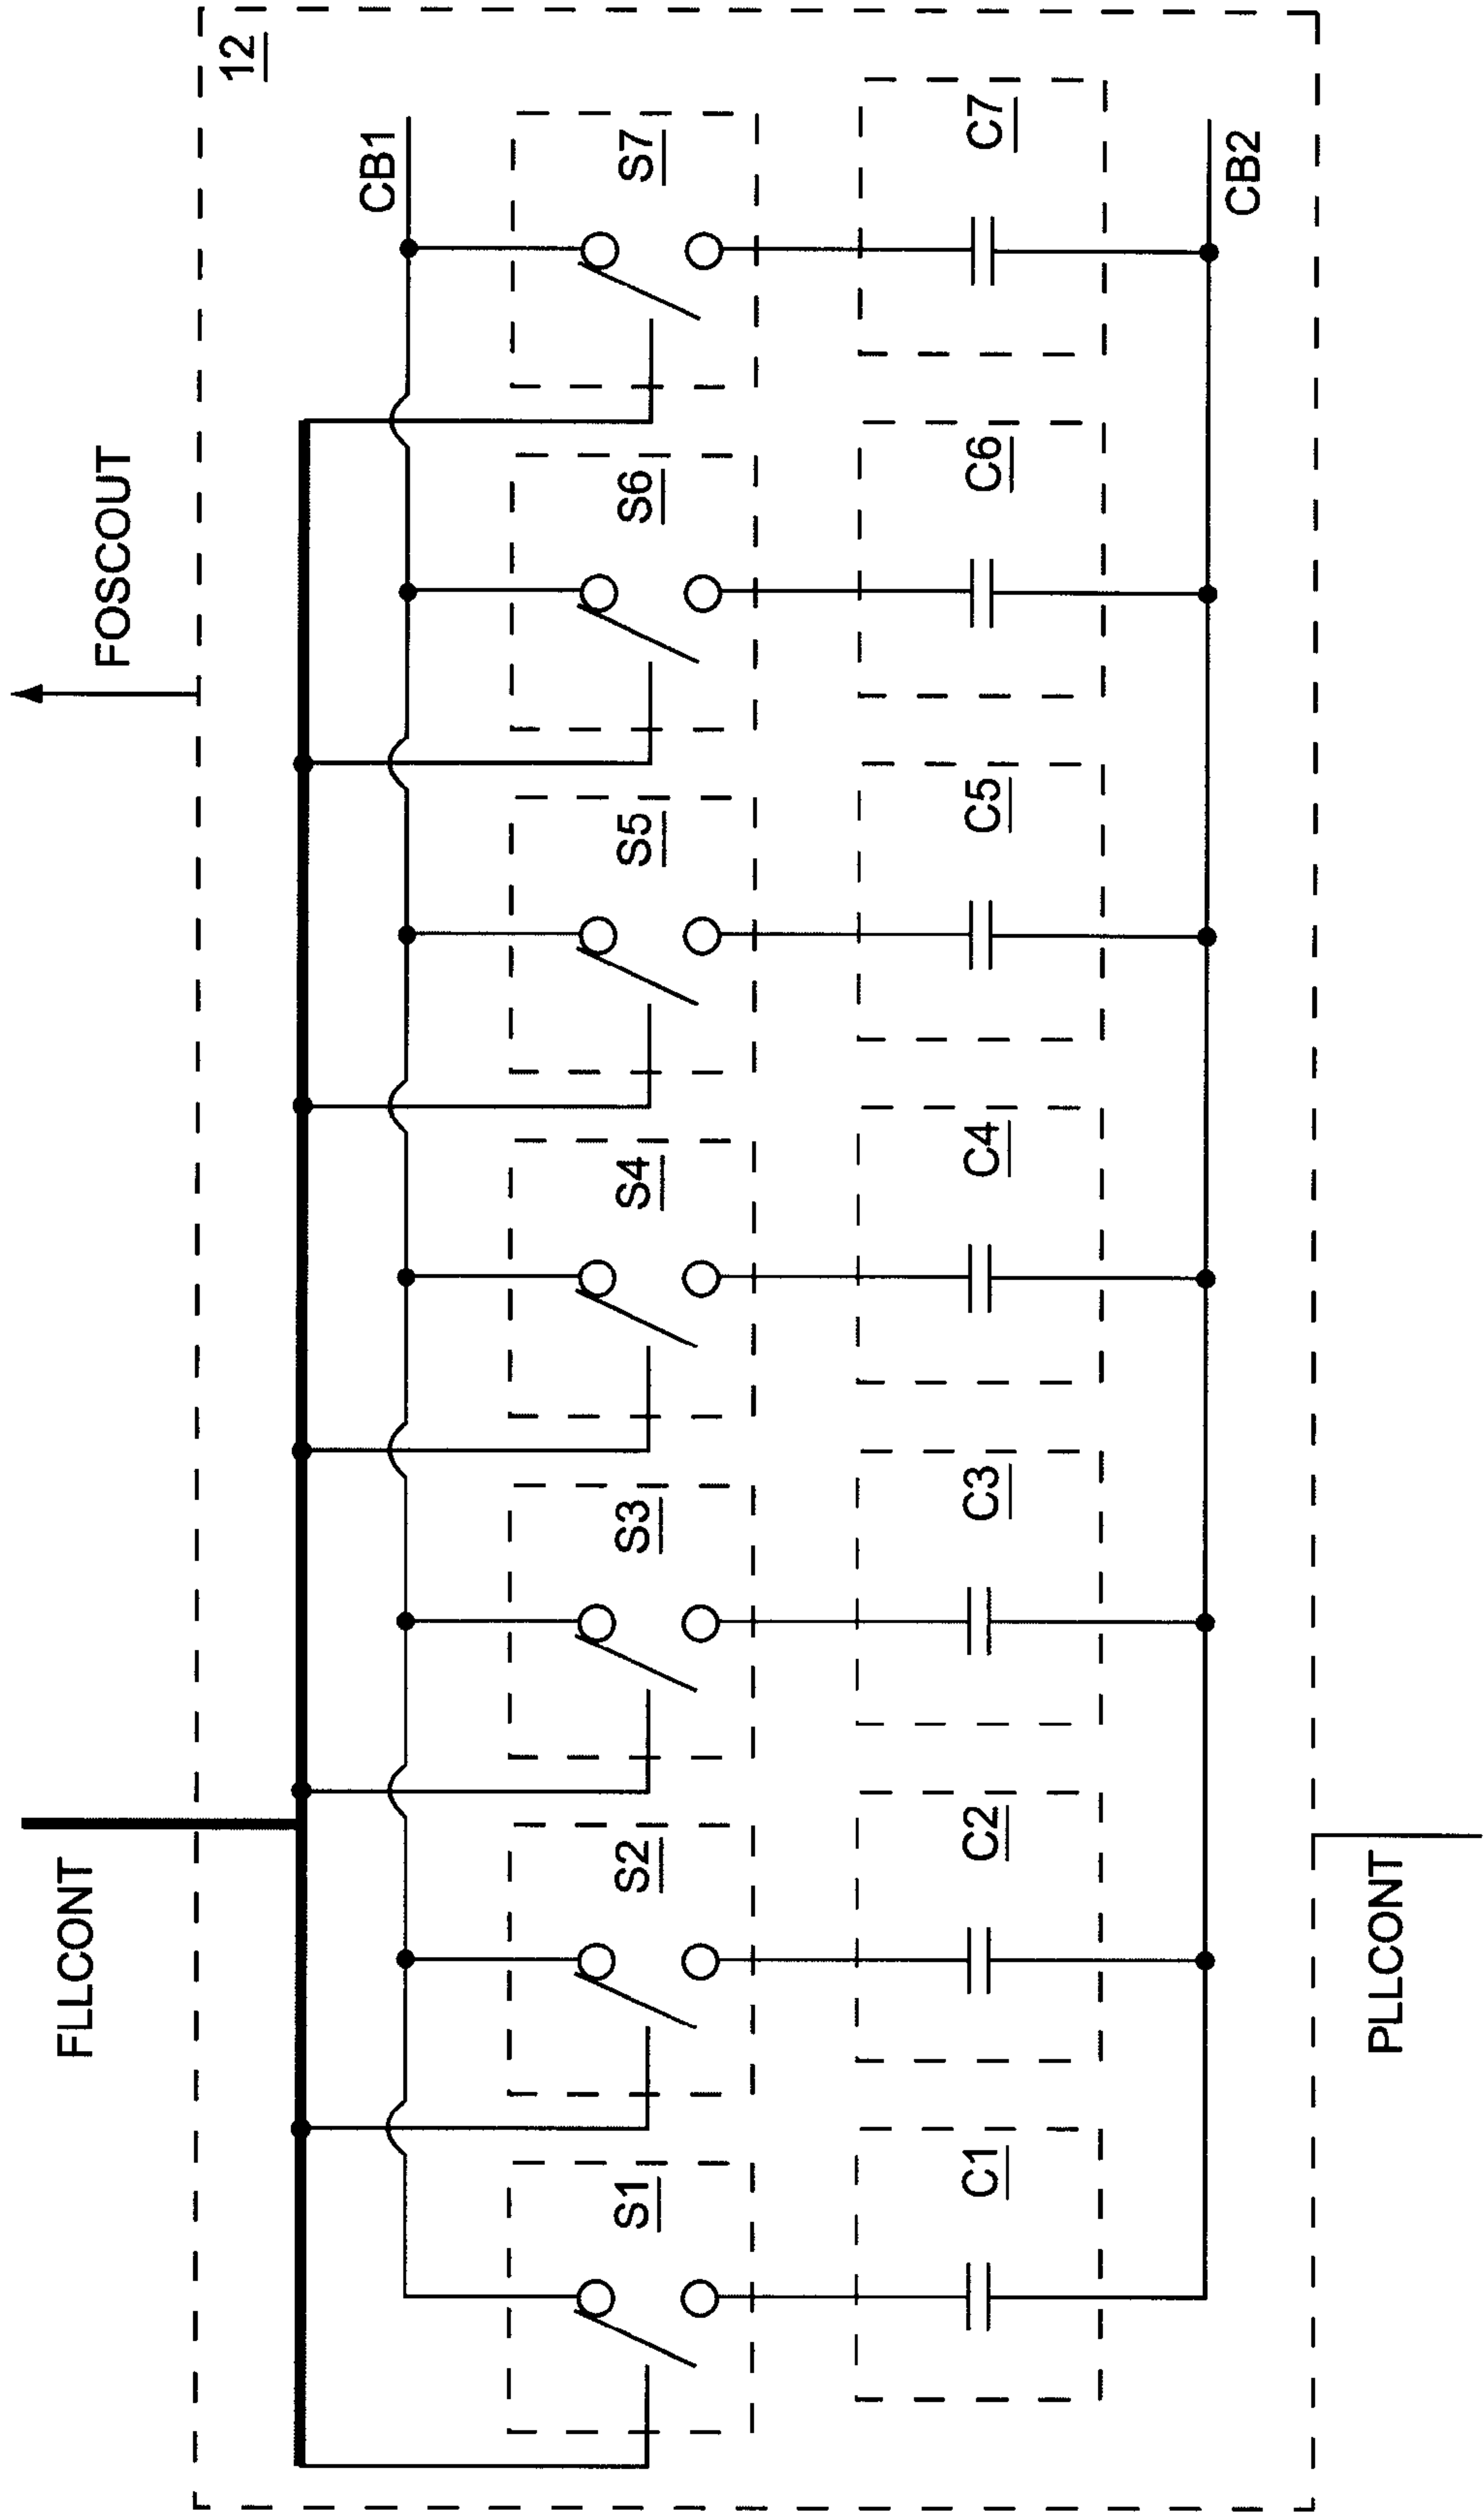 FLLCONT
FOSCOUT
12
CB1
S1
S2
S3
S4
S5
S6
S7
C1
C2
C3
C4
C5
C6
C7
CB2
PLLCONT